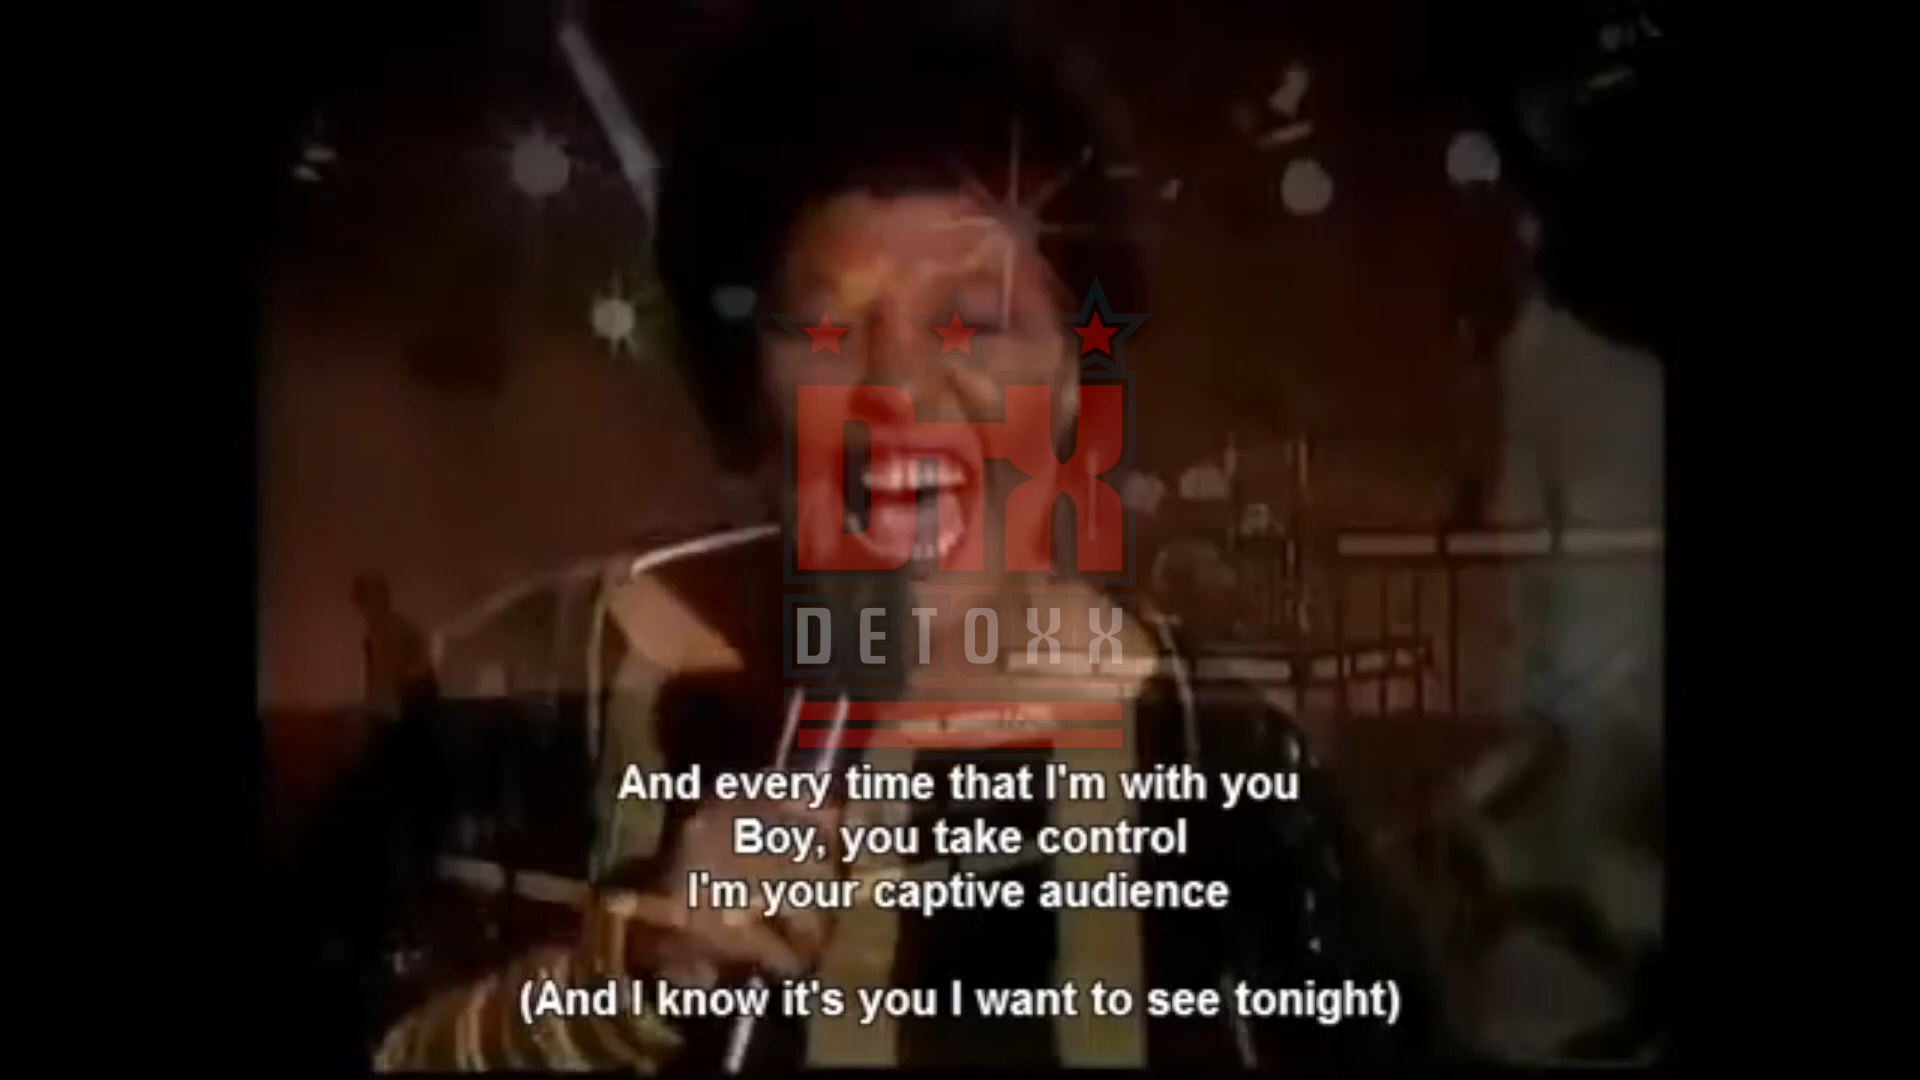 DTX
DETOXX
And every time that I'm with you
Boy, you take control
I'm your captive audience
(And I know it's you I want to see tonight)